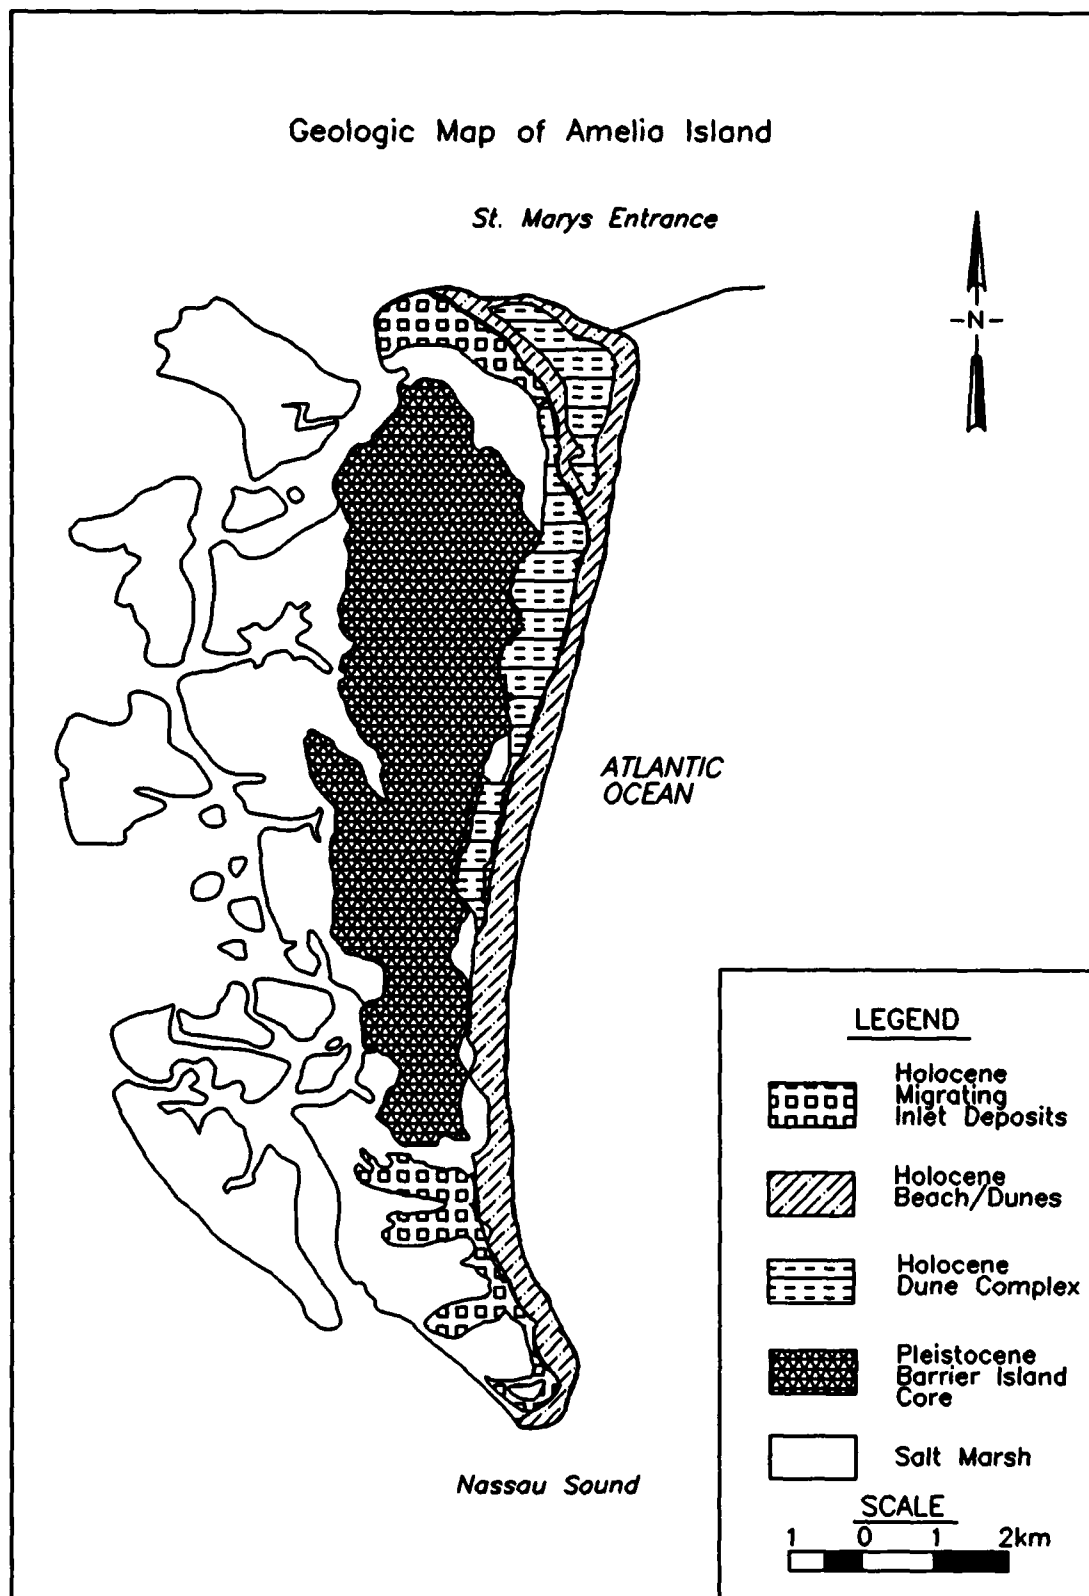 Geologic Map of Amelia Island
St. Marys Entrance
-N-
ATLANTIC
OCEAN
LEGEND
Holocene
Migrating
Inlet Deposits
Holocene
Beach/Dunes
Holocene
Dune Complex
Pleistocene
Barrier Island
Core
Salt Marsh
SCALE
1 0 1 2km
Nassau Sound